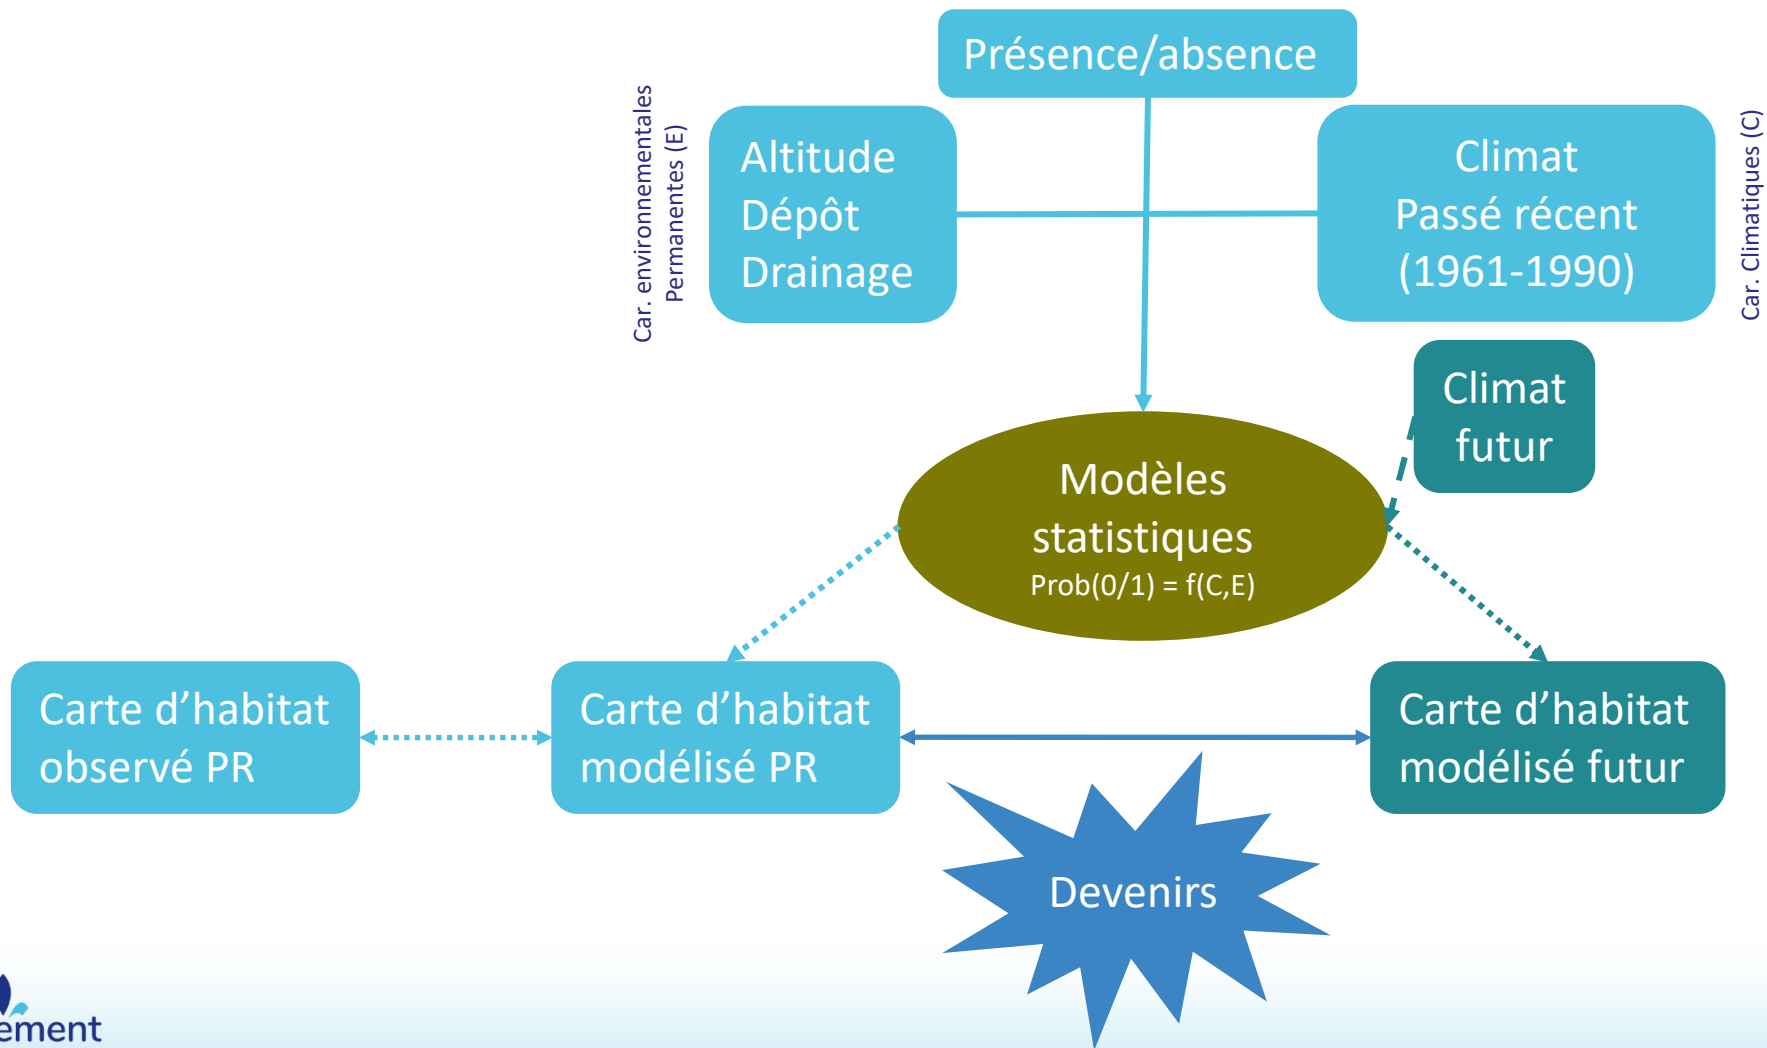 Présence/absence
Car. environnementales
Permanentes (E)
Altitude
Dépôt
Drainage
Climat
Passé récent
(1961-1990)
Car. Climatiques (C)
Climat
futur
Modèles
statistiques
Prob(0/1) = f(C,E)
Carte d’habitat
observé PR
Carte d’habitat
modélisé PR
Carte d’habitat
modélisé futur
Devenirs
ement